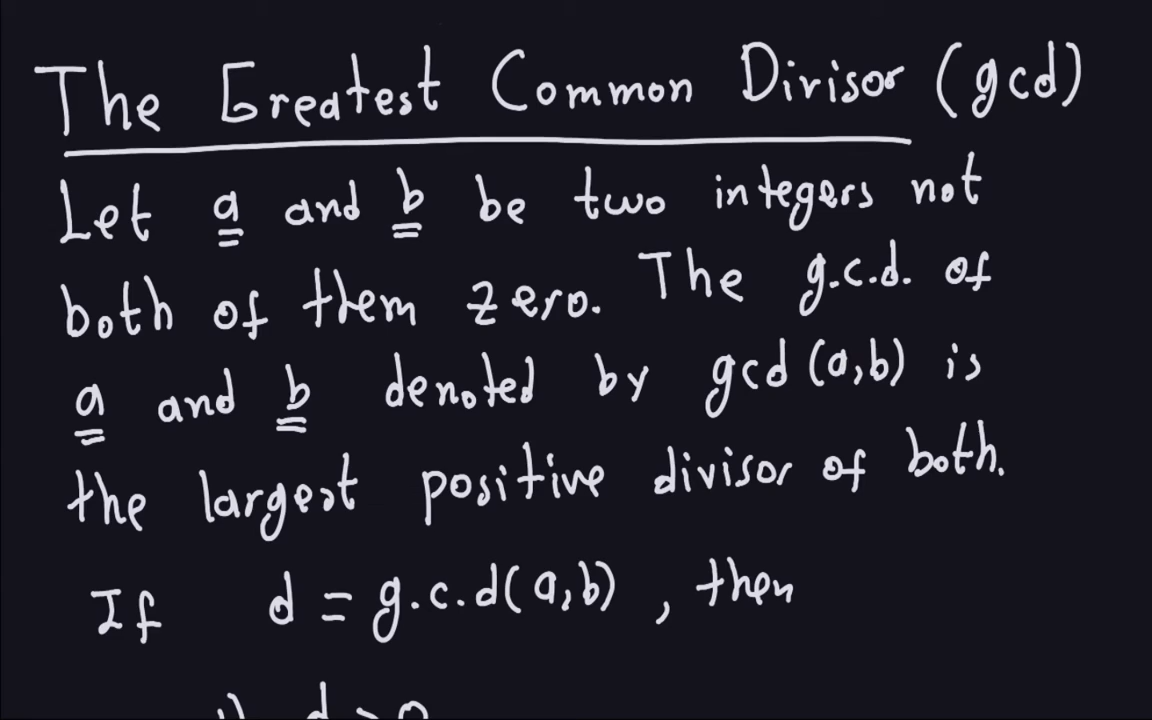 The Greatest Common Divisor (gcd)
Let a and b be two integers not
both of them zero. The g.c.d. of
a and b denoted by gcd (a,b) is
the largest positive divisor of both.
If d = g.c.d(a,b) , then